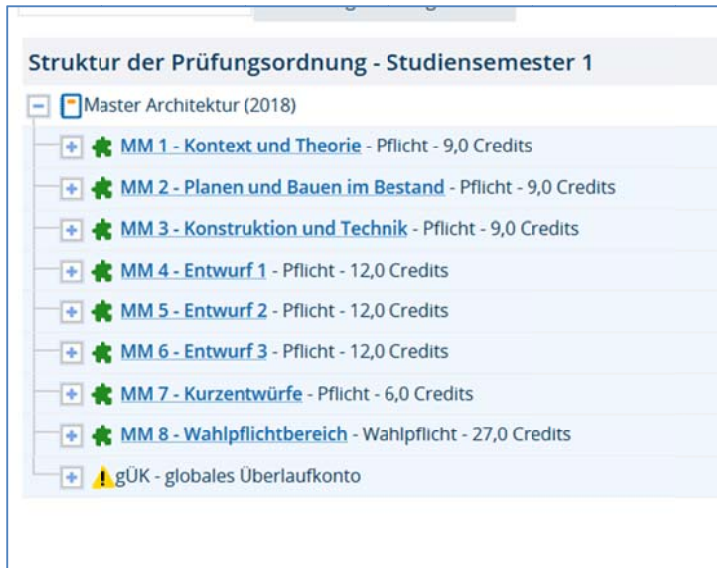 Struktur der Prüfungsordnung - Studiensemester 1
Master Architektur (2018)
MM 1 - Kontext und Theorie - Pflicht - 9,0 Credits
MM 2 - Planen und Bauen im Bestand - Pflicht - 9,0 Credits
MM 3 - Konstruktion und Technik - Pflicht - 9,0 Credits
MM 4 - Entwurf 1 - Pflicht - 12,0 Credits
MM 5 - Entwurf 2 - Pflicht - 12,0 Credits
MM 6 - Entwurf 3 - Pflicht - 12,0 Credits
MM 7 - Kurzentwürfe - Pflicht - 6,0 Credits
MM 8 - Wahlpflichtbereich - Wahlpflicht - 27,0 Credits
gÜK - globales Überlaufkonto